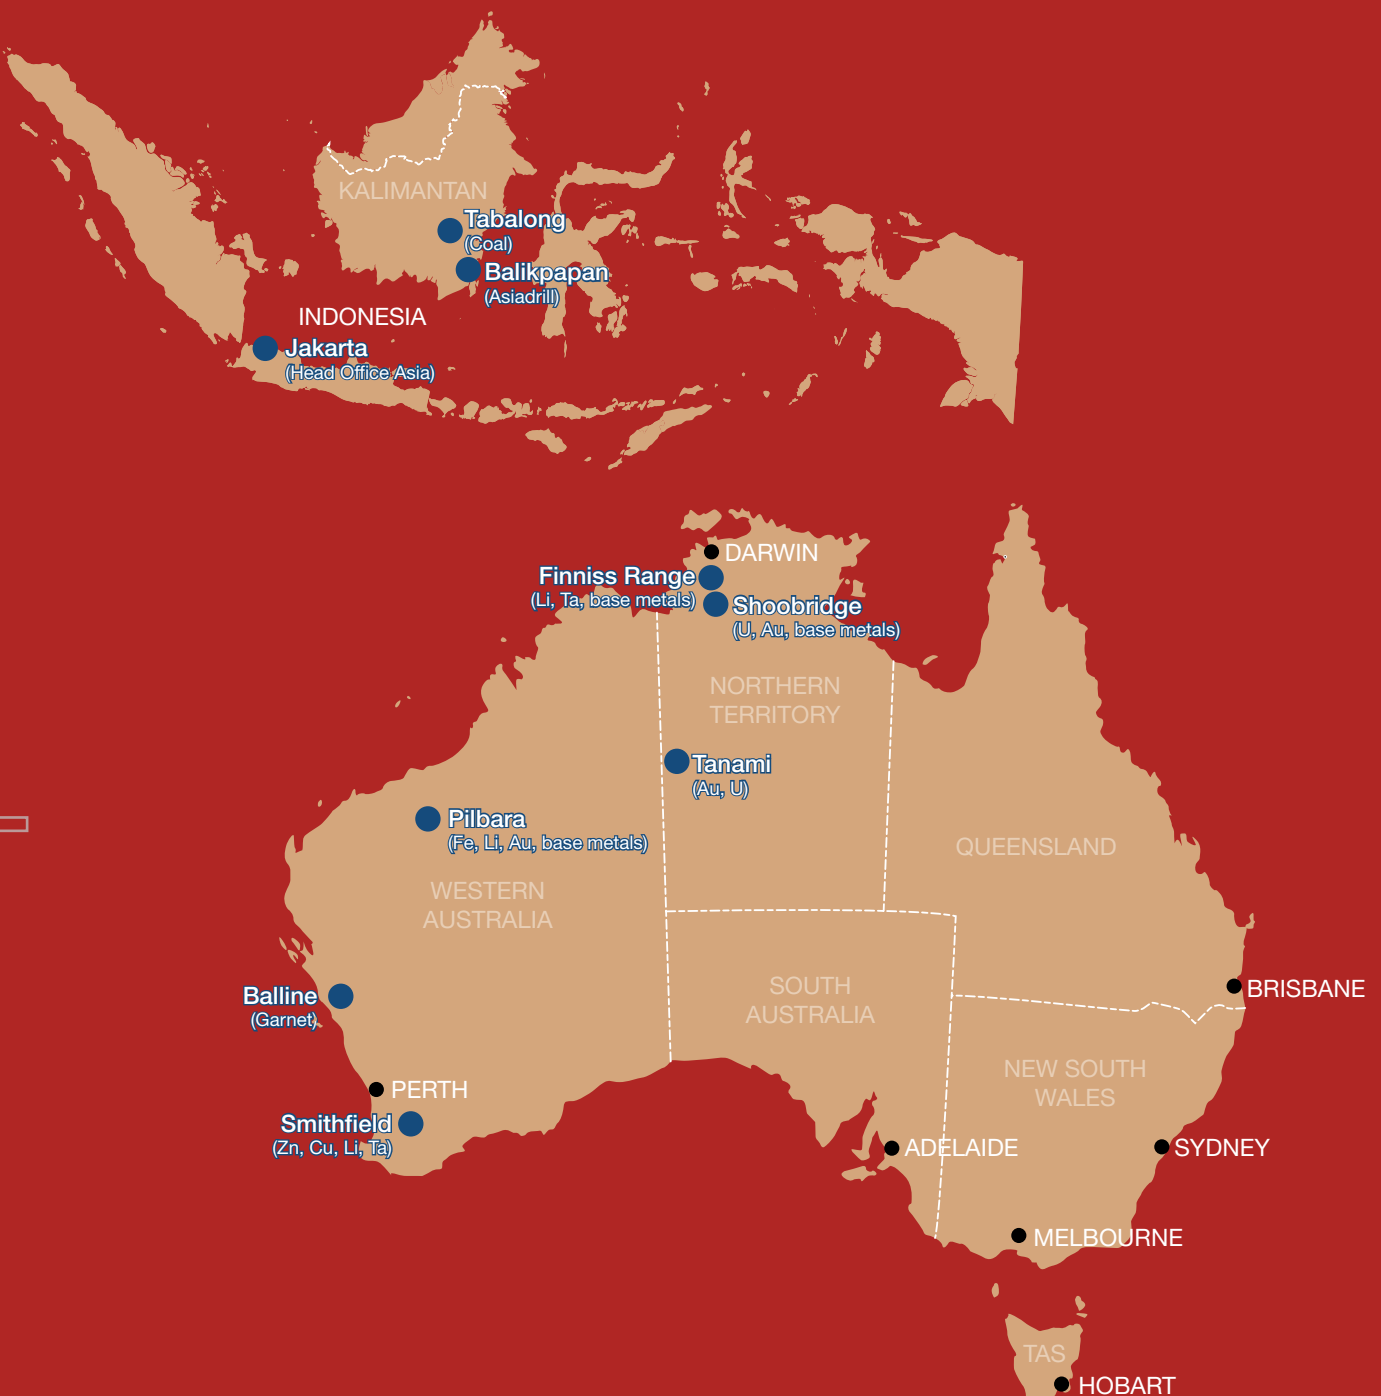 KALIMANTAN
Tabalong
(Coal)
Balikpapan
(Asiadrill)
INDONESIA
Jakarta
(Head Office Asia)
DARWIN
Finniss Range
(Li, Ta, base metals)
Shoobridge
(U, Au, base metals)
NORTHERN
TERRITORY
Tanami
(Au, U)
Pilbara
(Fe, Li, Au, base metals)
QUEENSLAND
WESTERN
AUSTRALIA
SOUTH
AUSTRALIA
BRISBANE
Balline
(Garnet)
NEW SOUTH
WALES
PERTH
Smithfield
(Zn, Cu, Li, Ta)
ADELAIDE
SYDNEY
MELBOURNE
TAS
HOBART